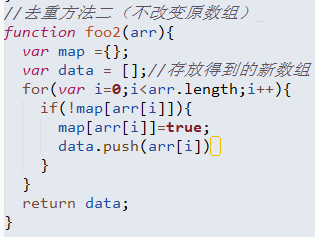 //去重方法二（不改变原数组）
function foo2(arr){
  var map ={};
  var data = [];//存放得到的新数组
  for(var i=0;i<arr.length;i++){
    if(!map[arr[i]]){
      map[arr[i]]=true;
      data.push(arr[i])
    }
  }
  return data;
}